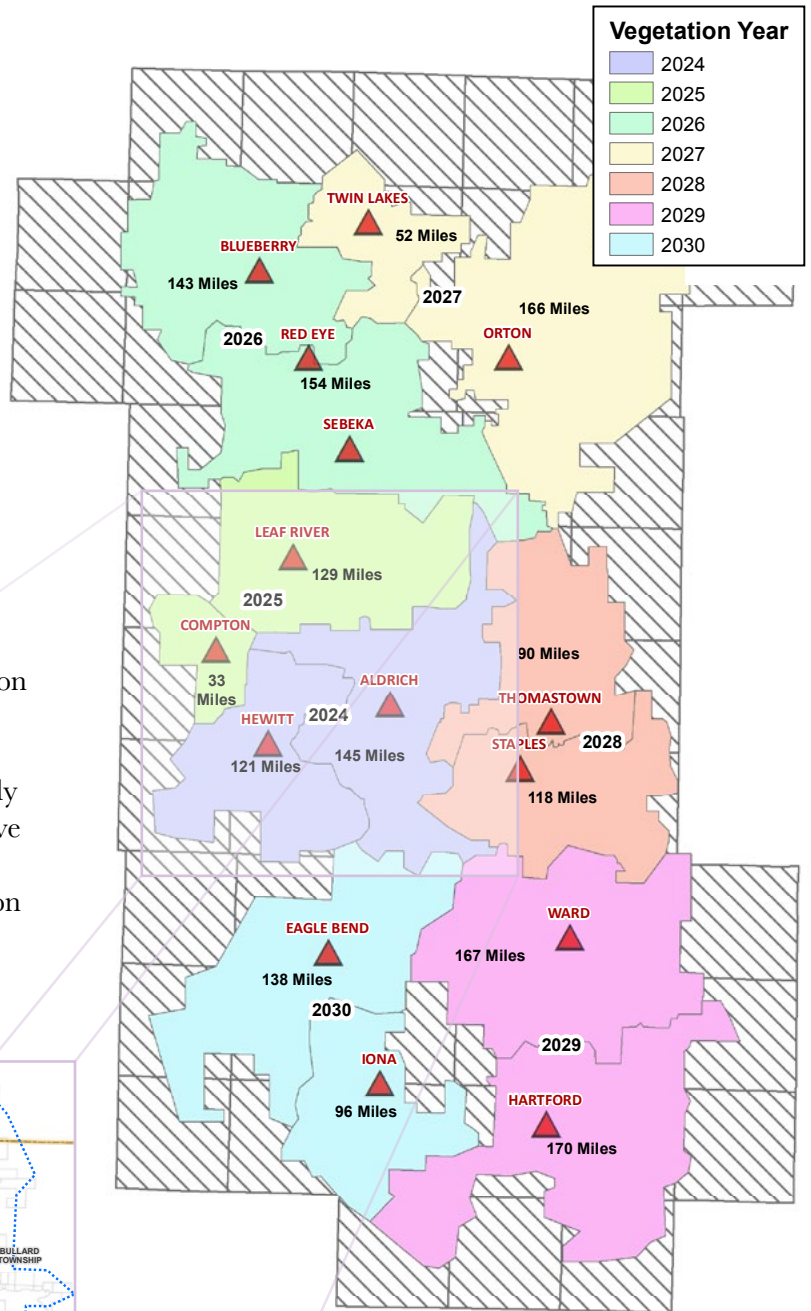 Vegetation Year
2024
2025
2026
2027
2028
2029
2030
TWIN LAKES
52 Miles
BLUEBERRY
143 Miles
2027
166 Miles
2026
RED EYE
ORTON
154 Miles
SEBEKA
LEAF RIVER
129 Miles
2025
COMPTON
33
Miles
90 Miles
ALDRICH
THOMASTOWN
HEWITT
2024
STAPLES
2028
121 Miles
145 Miles
118 Miles
WARD
EAGLE BEND
167 Miles
138 Miles
2030
2029
IONA
HARTFORD
96 Miles
170 Miles
on
ly
ve
on
BULLARD
TOWNSHIP